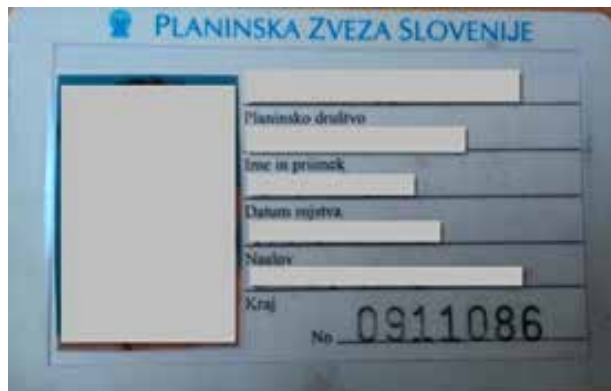 PLANINSKA ZVEZA SLOVENIJE
Planinsko društvo
Ime in priimek
Datum rojstva
Naslov
Kraj
No 0911086